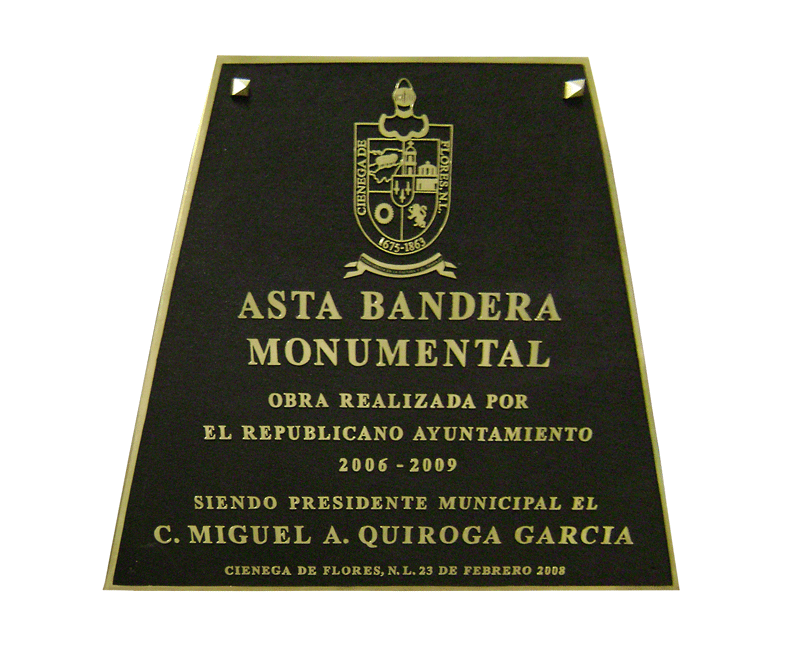 CIENEGA DE FLORES, N.L.
1675-1863
ASTA BANDERA
MONUMENTAL
OBRA REALIZADA POR
EL REPUBLICANO AYUNTAMIENTO
2006 - 2009
SIENDO PRESIDENTE MUNICIPAL EL
C. MIGUEL A. QUIROGA GARCIA
CIENEGA DE FLORES, N. L. 23 DE FEBRERO 2008